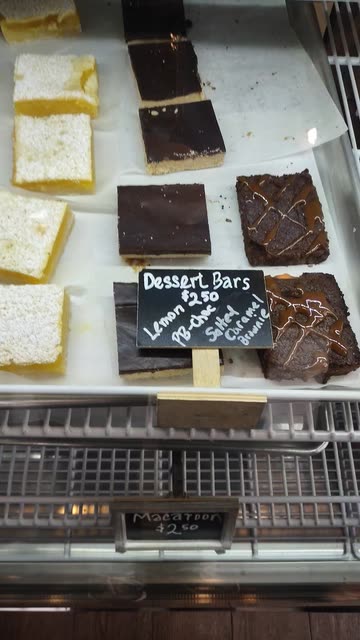 Dessert Bars
$2.50
Lemon
PB-Choc
Salted
Caramel
Brownie
Macaroon
$2.50